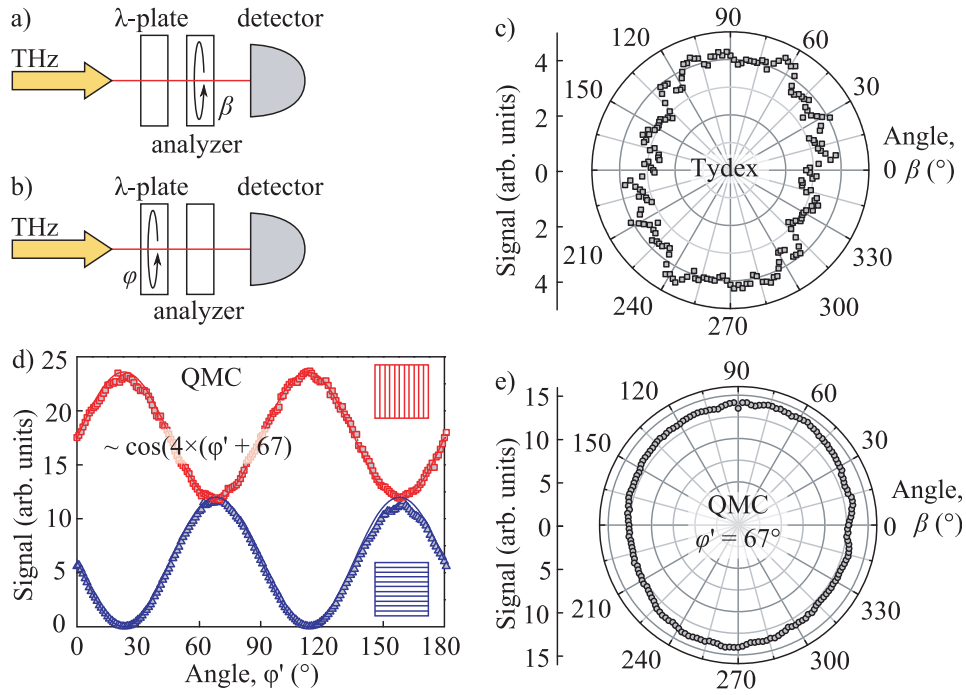 a)
λ-plate
detector
THz
β
analyzer
b)
λ-plate
detector
THz
φ
analyzer
c)
Signal (arb. units)
4
2
0
2
4
90
120
60
150
30
Angle,
0 β (°)
Tydex
210
330
240
300
270
d)
Signal (arb. units)
25
20
15
10
5
0
QMC
~ cos(4×(φ' + 67)
0
30
60
90
120
150
180
Angle, φ' (°)
e)
Signal (arb. units)
15
10
5
0
5
10
15
90
120
60
150
30
Angle,
0 β (°)
QMC
φ' = 67°
210
330
240
300
270